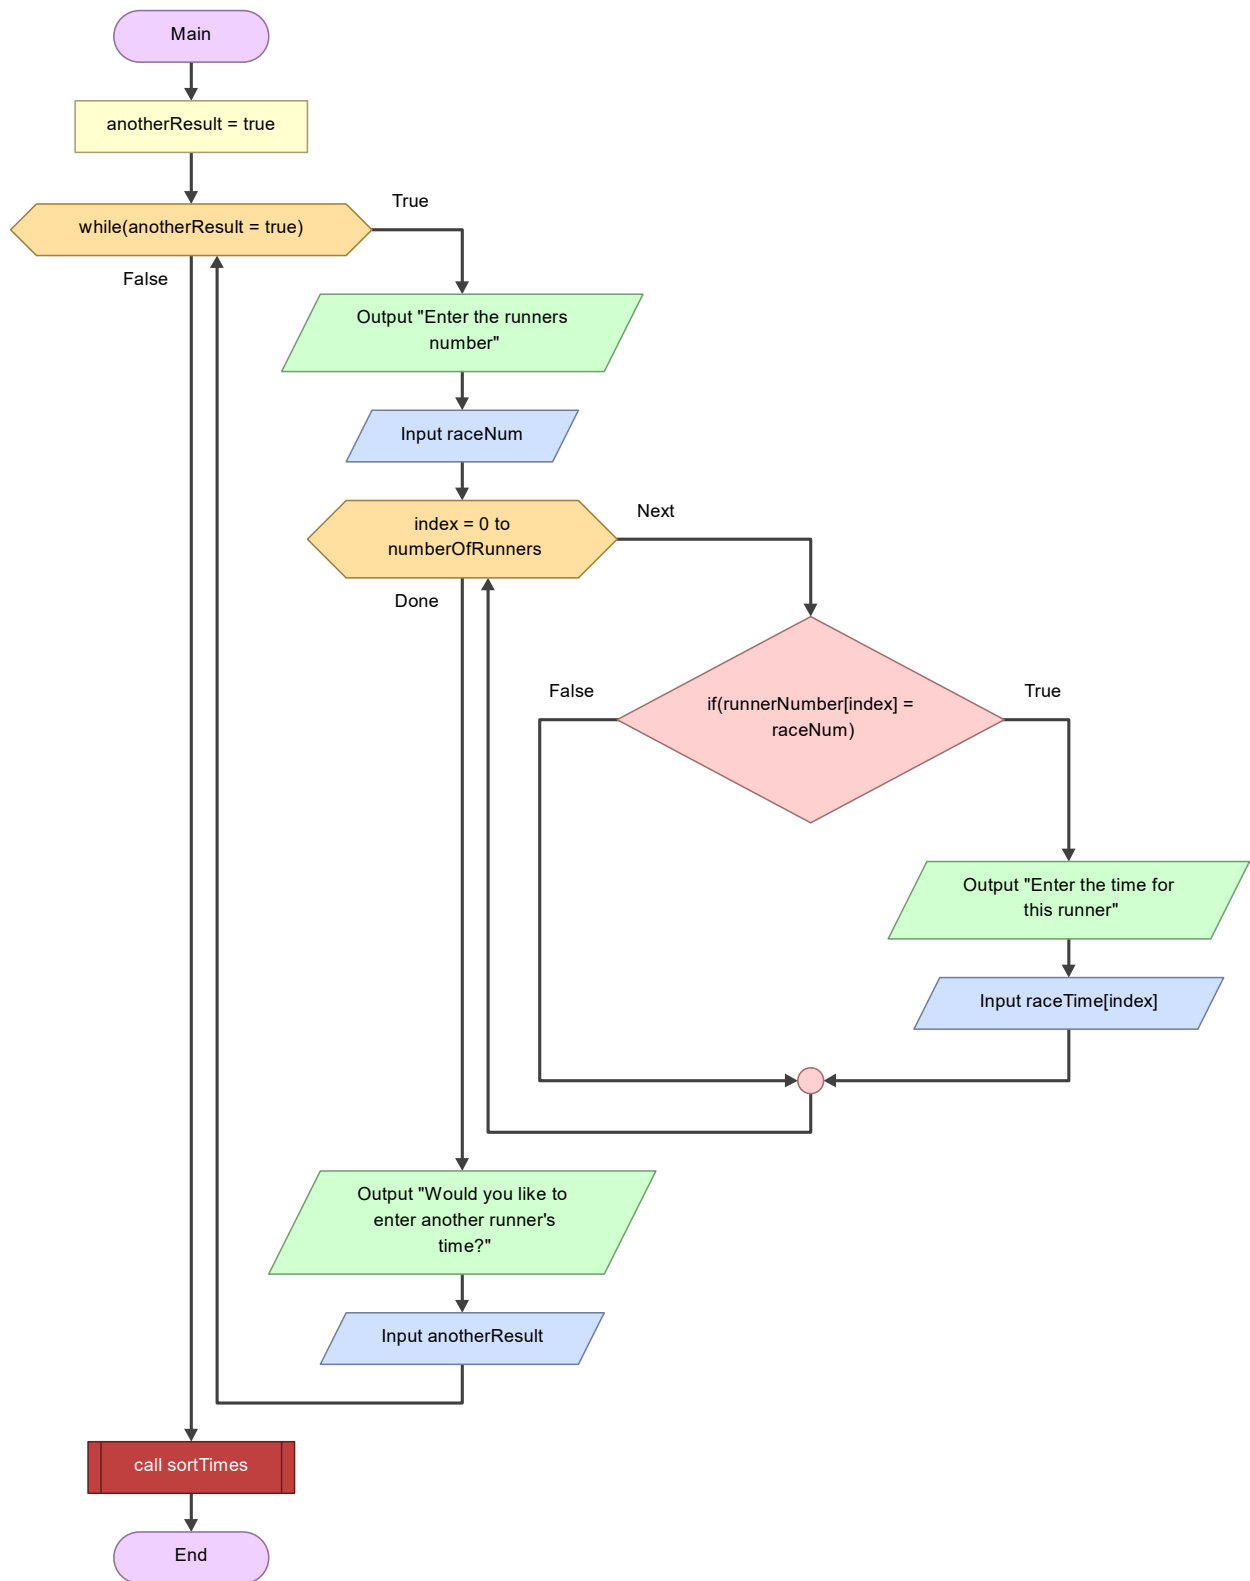 Main
anotherResult = true
while(anotherResult = true)
True
False
Output "Enter the runners
number"
Input raceNum
index = 0 to
numberOfRunners
Next
Done
if(runnerNumber[index] =
raceNum)
False
True
Output "Enter the time for
this runner"
Input raceTime[index]
Output "Would you like to
enter another runner's
time?"
Input anotherResult
call sortTimes
End